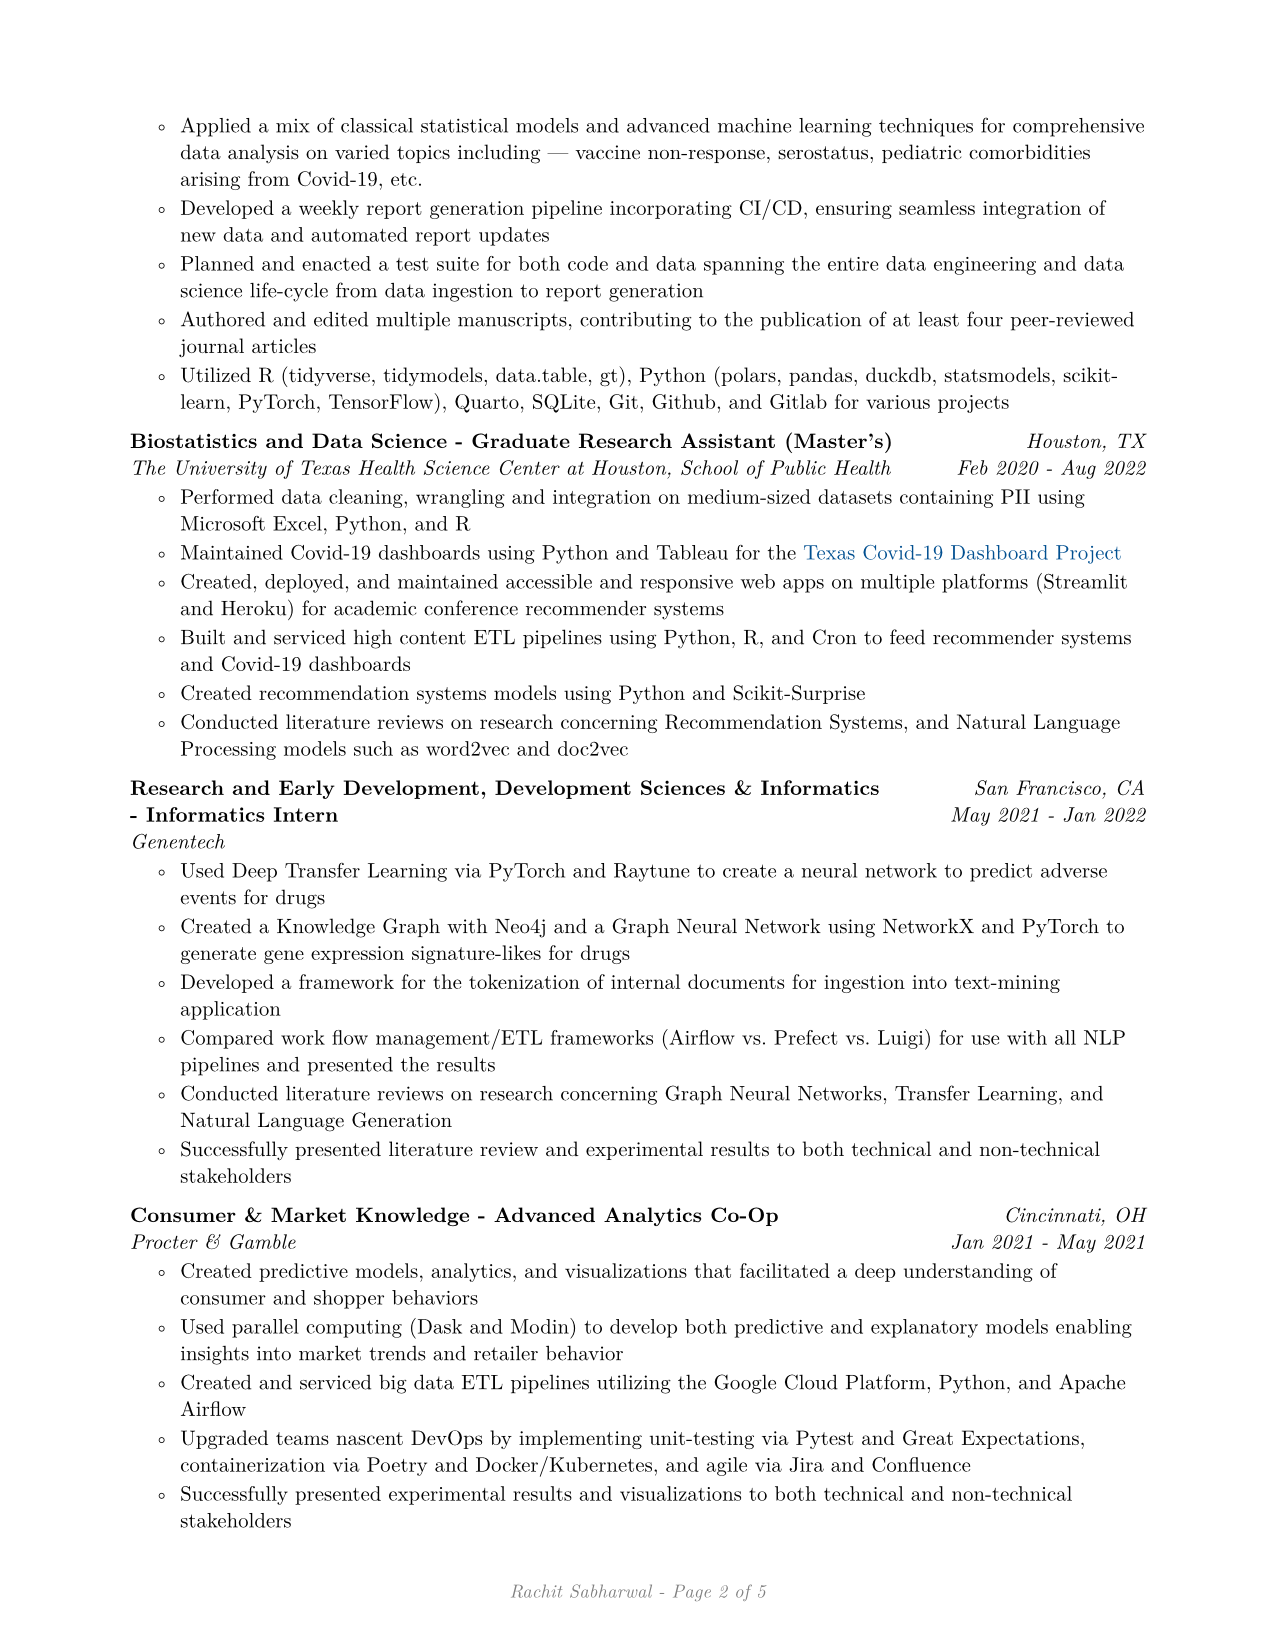 Applied a mix of classical statistical models and advanced machine learning techniques for comprehensive
data analysis on varied topics including — vaccine non-response, serostatus, pediatric comorbidities
arising from Covid-19, etc.
Developed a weekly report generation pipeline incorporating CI/CD, ensuring seamless integration of
new data and automated report updates
Planned and enacted a test suite for both code and data spanning the entire data engineering and data
science life-cycle from data ingestion to report generation
Authored and edited multiple manuscripts, contributing to the publication of at least four peer-reviewed
journal articles
Utilized R (tidyverse, tidymodels, data.table, gt), Python (polars, pandas, duckdb, statsmodels, scikit-
learn, PyTorch, TensorFlow), Quarto, SQLite, Git, Github, and Gitlab for various projects
Biostatistics and Data Science - Graduate Research Assistant (Master's) Houston, TX
The University of Texas Health Science Center at Houston, School of Public Health Feb 2020 - Aug 2022
Performed data cleaning, wrangling and integration on medium-sized datasets containing PII using
Microsoft Excel, Python, and R
Maintained Covid-19 dashboards using Python and Tableau for the Texas Covid-19 Dashboard Project
Created, deployed, and maintained accessible and responsive web apps on multiple platforms (Streamlit
and Heroku) for academic conference recommender systems
Built and serviced high content ETL pipelines using Python, R, and Cron to feed recommender systems
and Covid-19 dashboards
Created recommendation systems models using Python and Scikit-Surprise
Conducted literature reviews on research concerning Recommendation Systems, and Natural Language
Processing models such as word2vec and doc2vec
Research and Early Development, Development Sciences & Informatics San Francisco, CA
- Informatics Intern May 2021 - Jan 2022
Genentech
Used Deep Transfer Learning via PyTorch and Raytune to create a neural network to predict adverse
events for drugs
Created a Knowledge Graph with Neo4j and a Graph Neural Network using NetworkX and PyTorch to
generate gene expression signature-likes for drugs
Developed a framework for the tokenization of internal documents for ingestion into text-mining
application
Compared work flow management/ETL frameworks (Airflow vs. Prefect vs. Luigi) for use with all NLP
pipelines and presented the results
Conducted literature reviews on research concerning Graph Neural Networks, Transfer Learning, and
Natural Language Generation
Successfully presented literature review and experimental results to both technical and non-technical
stakeholders
Consumer & Market Knowledge - Advanced Analytics Co-Op Cincinnati, OH
Procter & Gamble Jan 2021 - May 2021
Created predictive models, analytics, and visualizations that facilitated a deep understanding of
consumer and shopper behaviors
Used parallel computing (Dask and Modin) to develop both predictive and explanatory models enabling
insights into market trends and retailer behavior
Created and serviced big data ETL pipelines utilizing the Google Cloud Platform, Python, and Apache
Airflow
Upgraded teams nascent DevOps by implementing unit-testing via Pytest and Great Expectations,
containerization via Poetry and Docker/Kubernetes, and agile via Jira and Confluence
Successfully presented experimental results and visualizations to both technical and non-technical
stakeholders
Rachit Sabharwal - Page 2 of 5